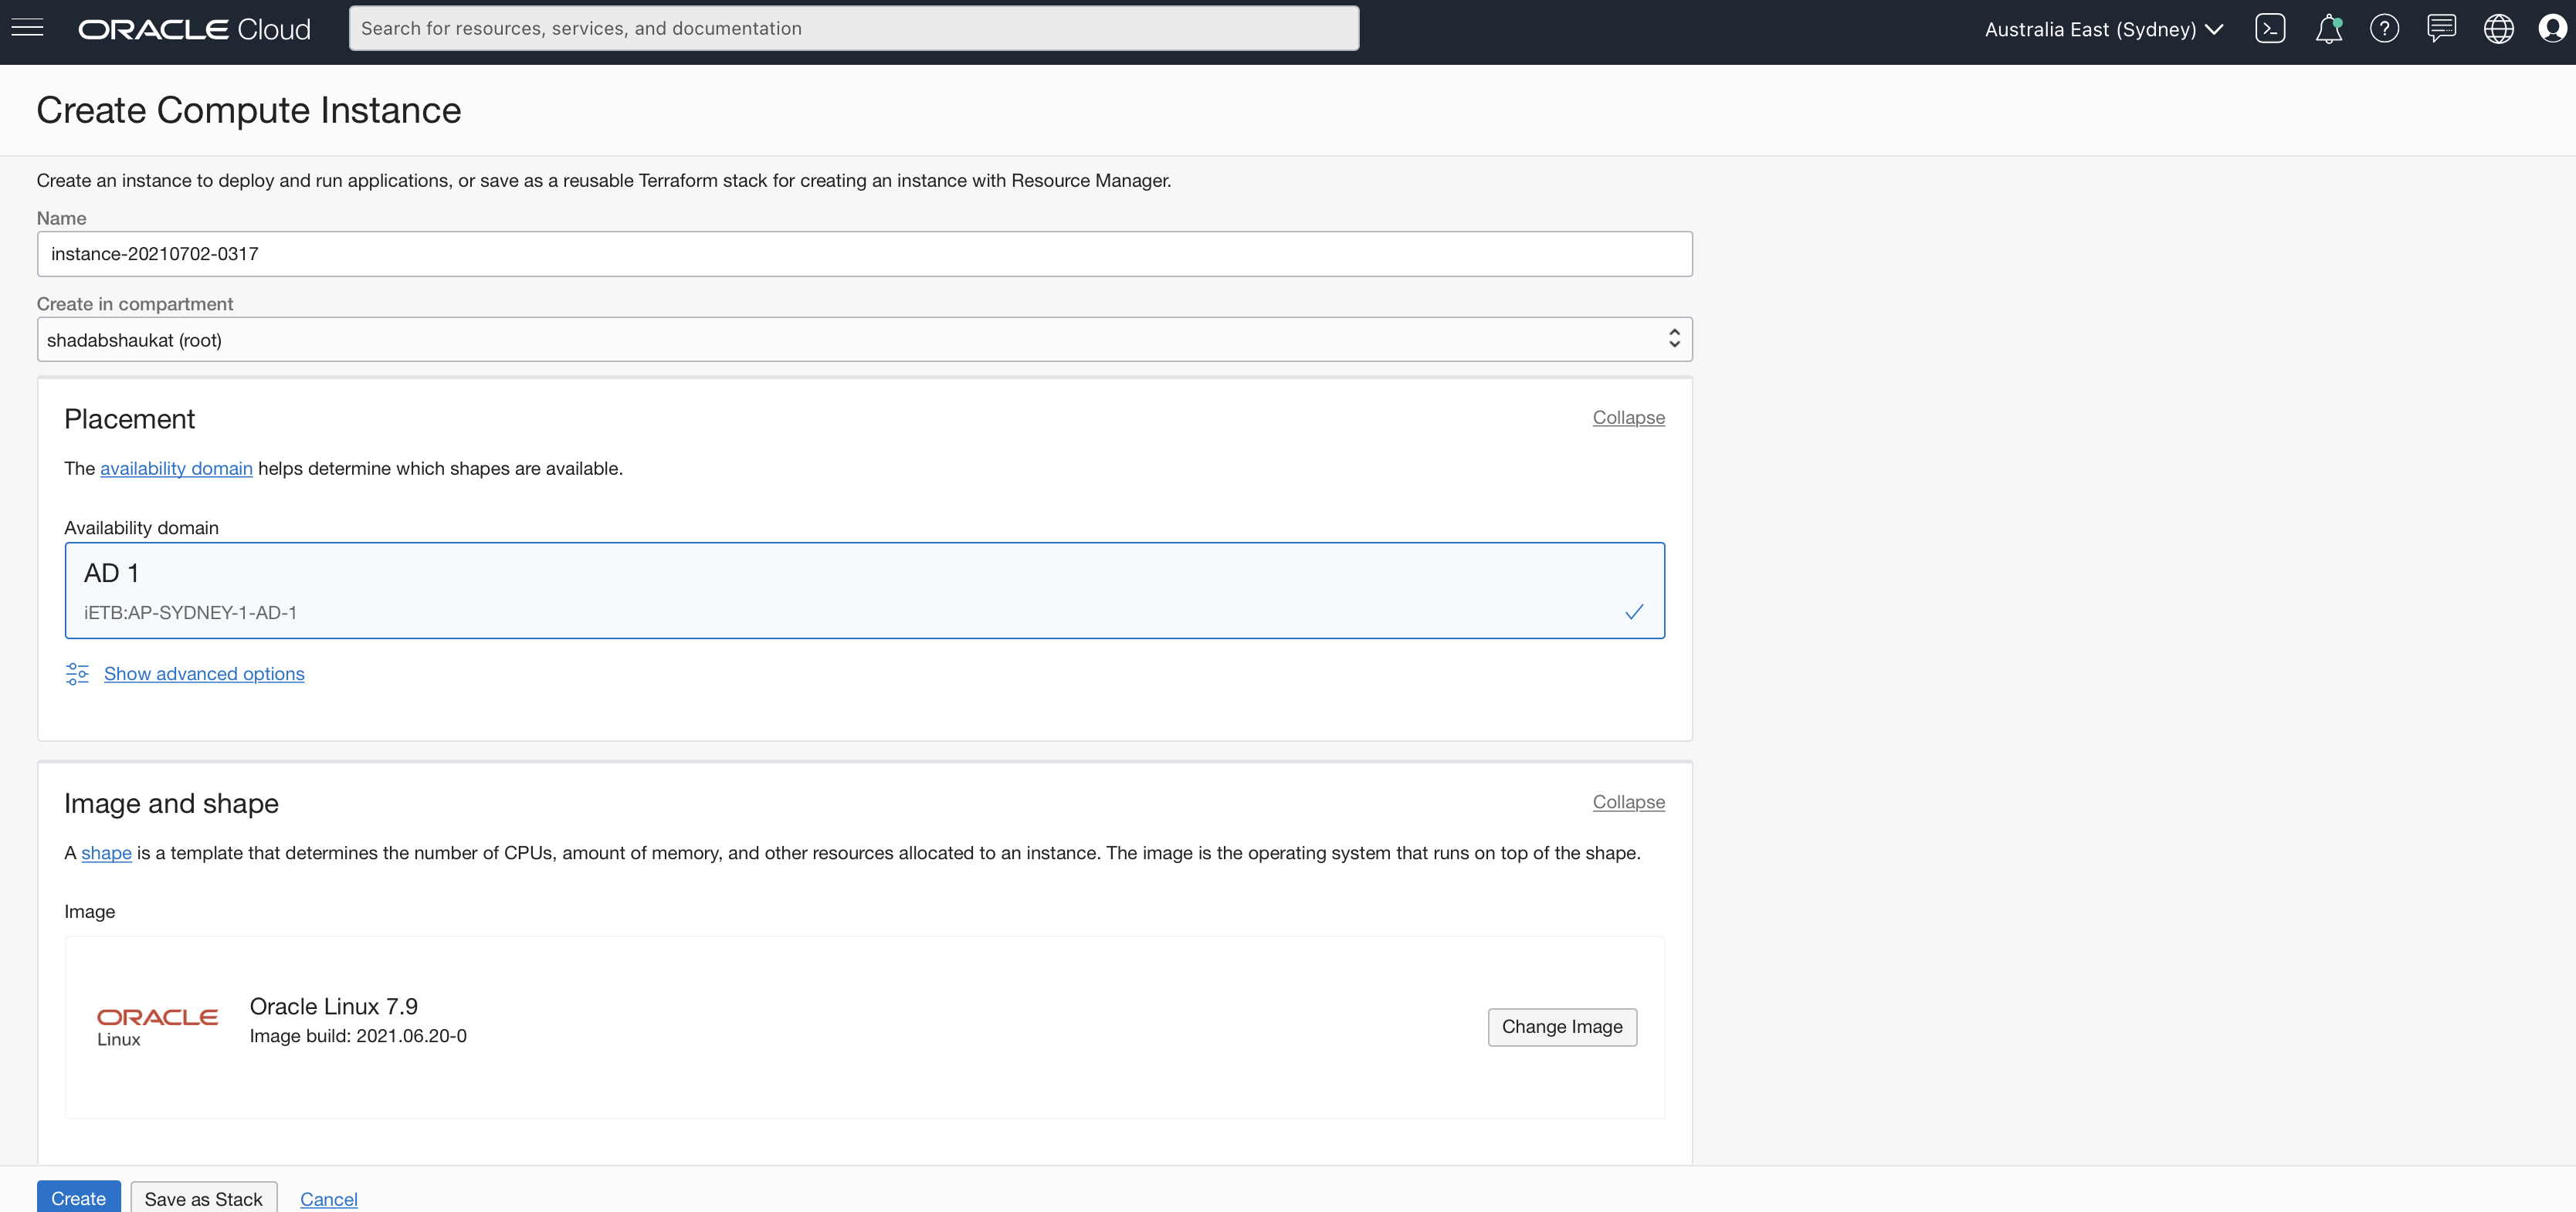 ORACLE Cloud
Search for resources, services, and documentation
Australia East (Sydney)
Create Compute Instance
Create an instance to deploy and run applications, or save as a reusable Terraform stack for creating an instance with Resource Manager.
Name
instance-20210702-0317
Create in compartment
shadabshaukat (root)
Placement
Collapse
The availability domain helps determine which shapes are available.
Availability domain
AD 1
iETB:AP-SYDNEY-1-AD-1
Show advanced options
Image and shape
Collapse
A shape is a template that determines the number of CPUs, amount of memory, and other resources allocated to an instance. The image is the operating system that runs on top of the shape.
Image
ORACLE
Linux
Oracle Linux 7.9
Image build: 2021.06.20-0
Change Image
Create
Save as Stack
Cancel